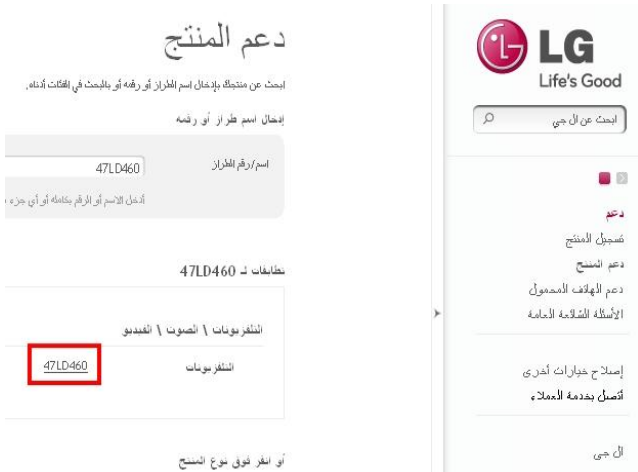 LG
Life's Good
ابحث عن ال جي
دعم
تسجيل المنتج
دعم المنتج
دعم الهاتف المحمول
الأسئلة الشائعة العامة
إصلاح خيارات أخرى
أتصل بخدمة العملاء
ال جي
دعم المنتج
ابحث عن منتجك بإدخال اسم الطراز أو رقمه أو بالبحث في الفئات أدناه.
إدخال اسم طراز أو رقمه
اسم/رقم الطراز
47LD460
أدخل الاسم أو الرقم بكامله أو أي جزء
تطابقات لـ 47LD460
التلفزيونات \ الصوت \ الفيديو
التلفزيونات
47LD460
أو انقر فوق نوع المنتج